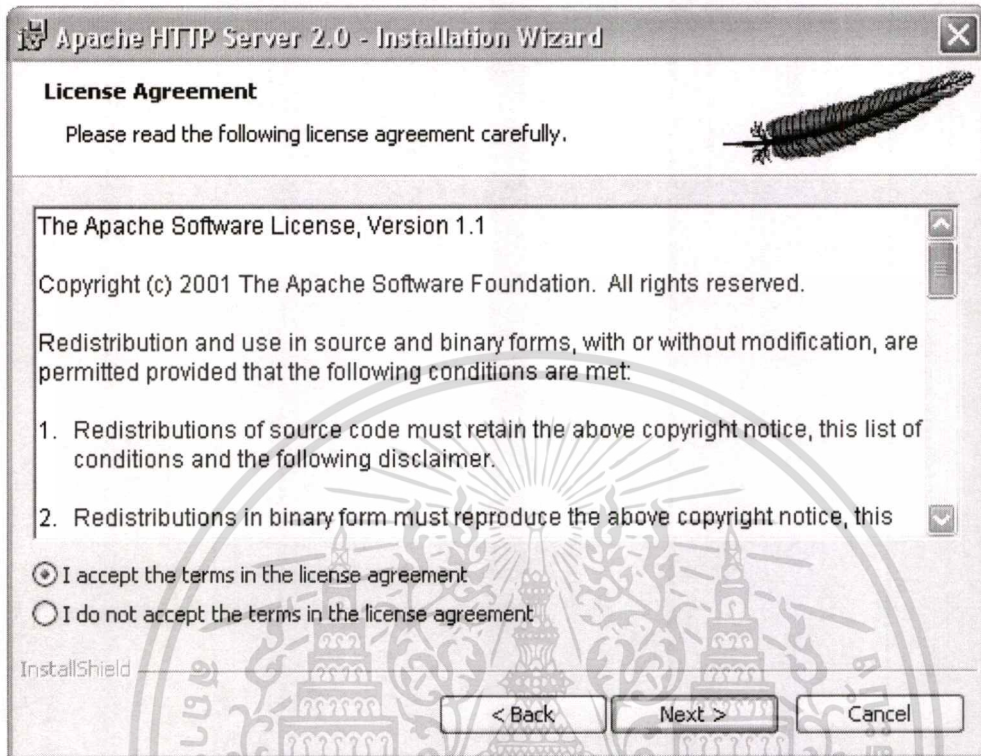 Apache HTTP Server 2.0 - Installation Wizard
License Agreement
Please read the following license agreement carefully.
The Apache Software License, Version 1.1
Copyright (c) 2001 The Apache Software Foundation.  All rights reserved.
Redistribution and use in source and binary forms, with or without modification, are
permitted provided that the following conditions are met:
1.  Redistributions of source code must retain the above copyright notice, this list of
conditions and the following disclaimer.
2.  Redistributions in binary form must reproduce the above copyright notice, this
I accept the terms in the license agreement
I do not accept the terms in the license agreement
InstallShield
< Back
Next >
Cancel